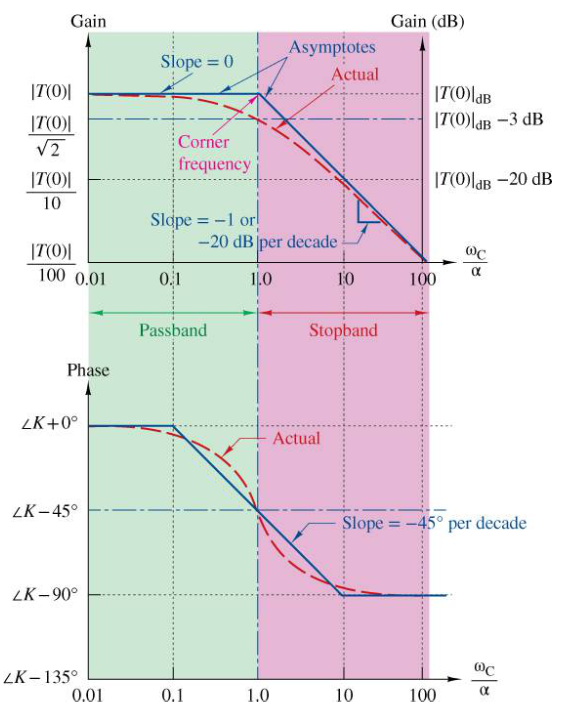 Gain
Gain (dB)
Slope = 0
Asymptotes
Actual
|T(0)|
|T(0)|
√2
|T(0)|
10
|T(0)|
100
|T(0)|dB
|T(0)|dB −3 dB
|T(0)|dB −20 dB
Corner
frequency
Slope = −1 or
−20 dB per decade
0.01
0.1
1.0
10
100
ωC
α
Passband
Stopband
Phase
∠K+0°
∠K−45°
∠K−90°
∠K−135°
Actual
Slope = −45° per decade
0.01
0.1
1.0
10
100
ωC
α